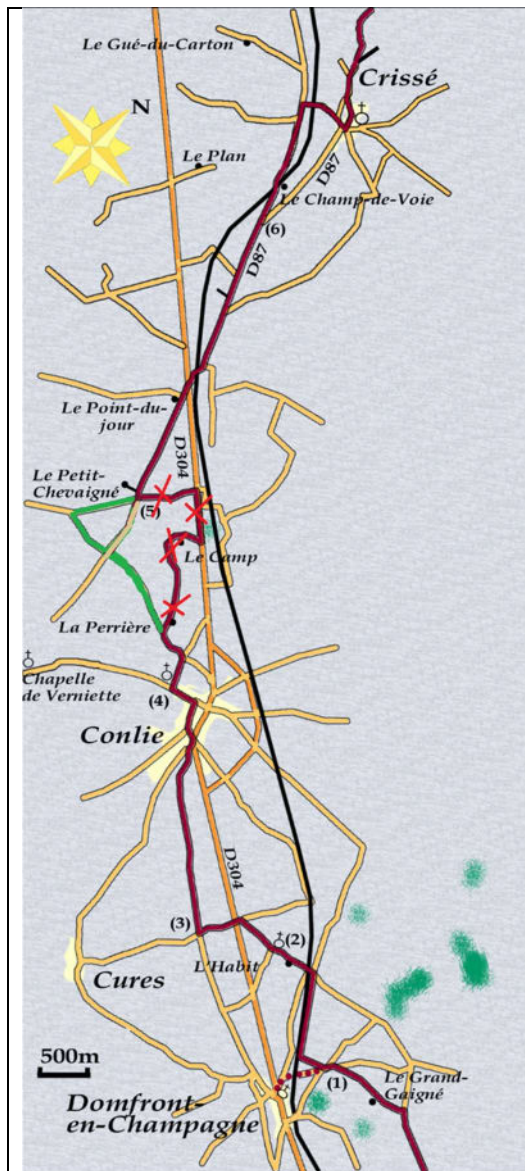 Le Gué-du-Carton
Crissé
N
Le Plan
D87
Le Champ-de-Voie
(6)
D87
Le Point-du-
jour
D304
Le Petit-
Chevaigné
(5)
Le Camp
La Perrière
Chapelle
de Verniette
(4)
Conlie
D304
(3)
(2)
L'Habit
Cures
500m
(1)
Le Grand-
Gaigné
Domfront-
en-Champagne